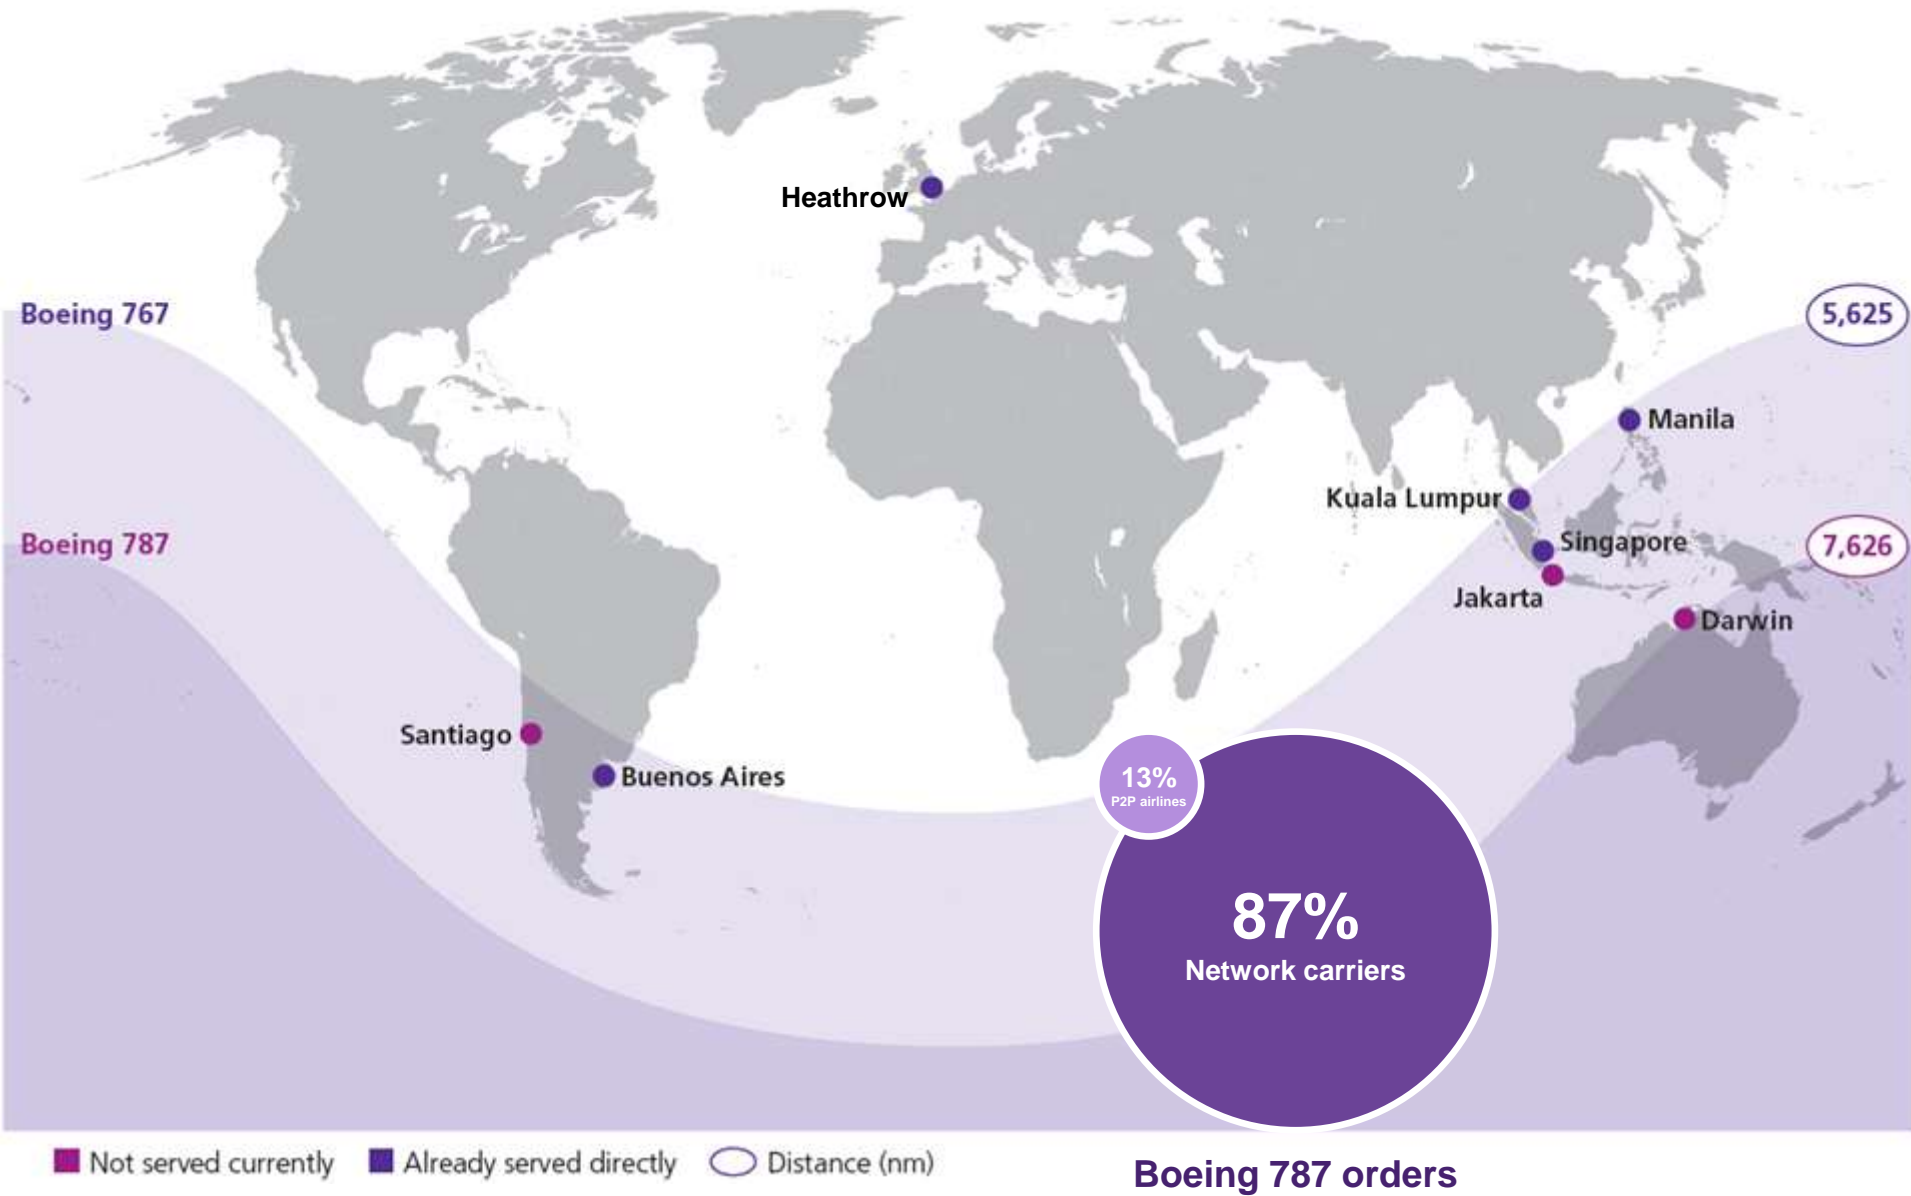 Heathrow
Boeing 767
5,625
Manila
Kuala Lumpur
Boeing 787
Singapore
7,626
Jakarta
Darwin
Santiago
Buenos Aires
13%
P2P airlines
87%
Network carriers
Not served currently
Already served directly
Distance (nm)
Boeing 787 orders